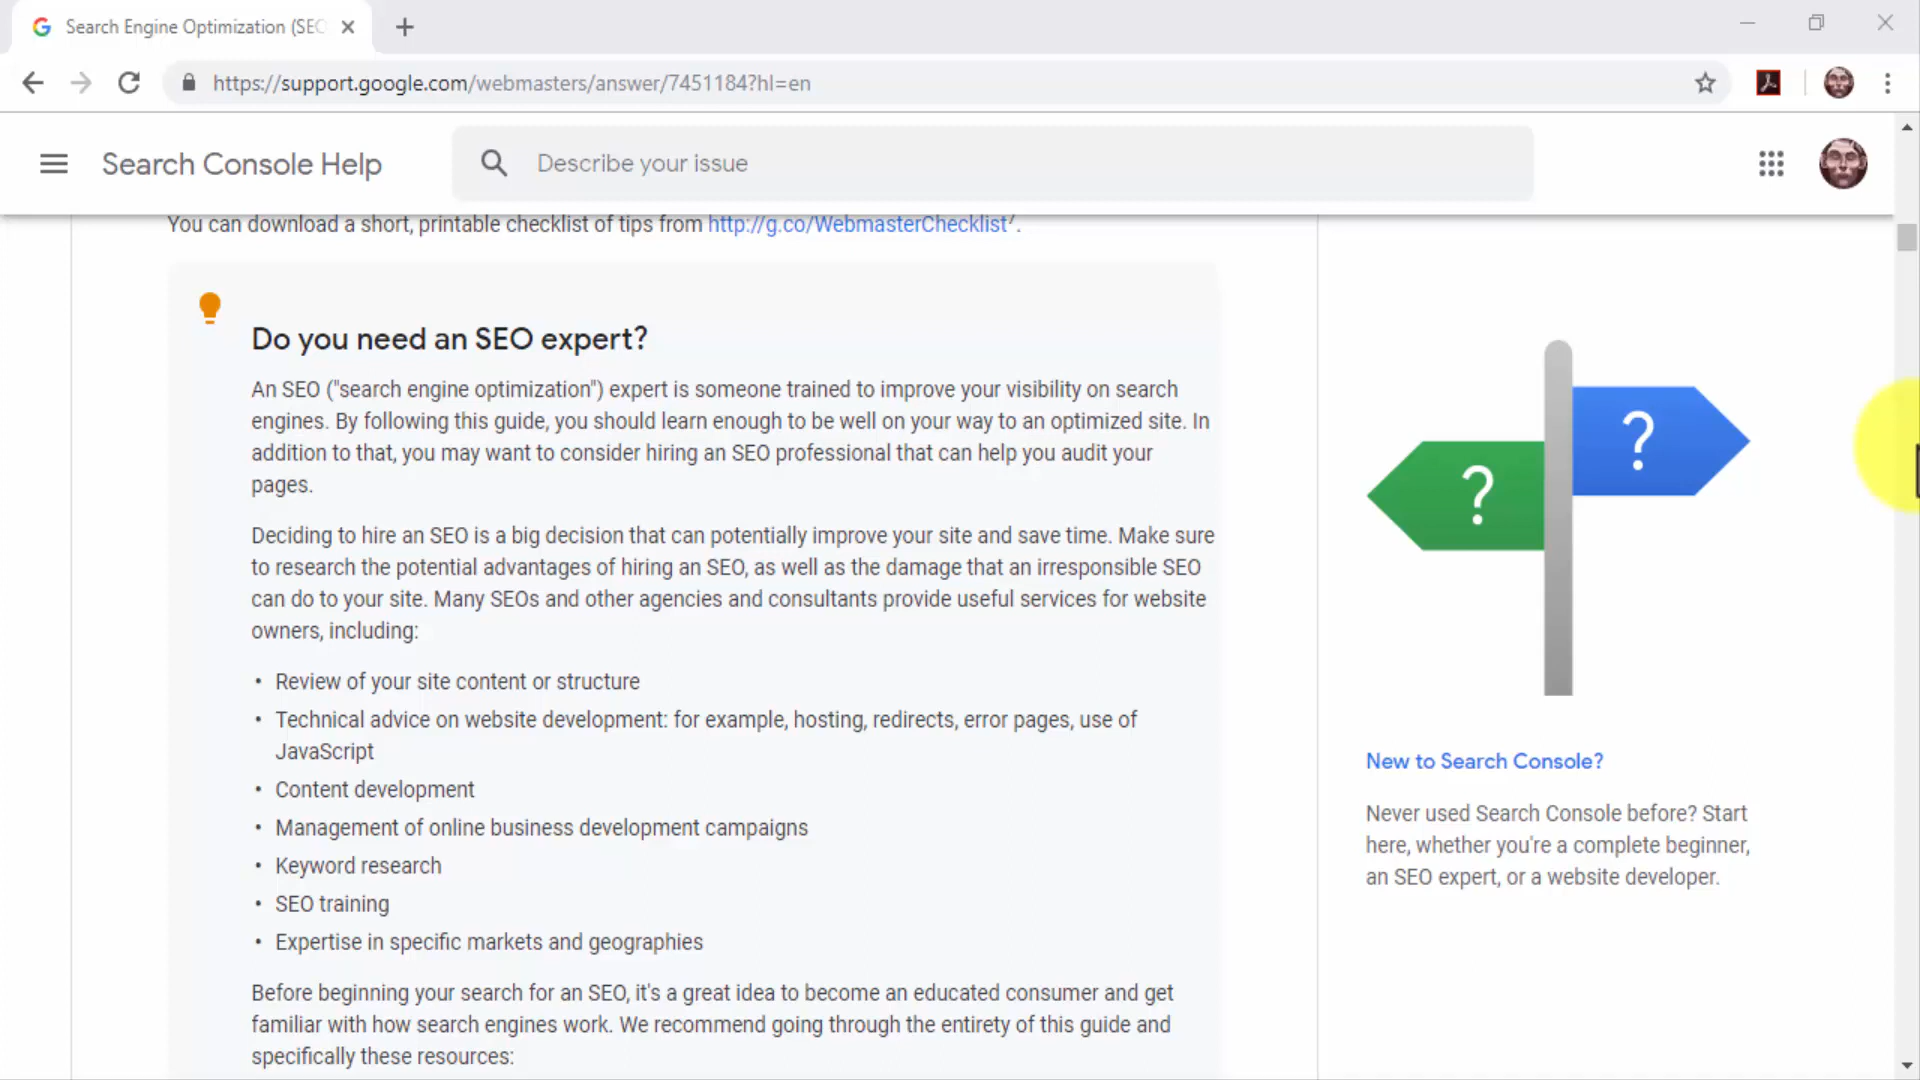 Search Engine Optimization (SEO
https://support.google.com/webmasters/answer/7451184?hl=en
Search Console Help
Describe your issue
You can download a short, printable checklist of tips from http://g.co/WebmasterChecklist.
Do you need an SEO expert?
An SEO ("search engine optimization") expert is someone trained to improve your visibility on search
engines. By following this guide, you should learn enough to be well on your way to an optimized site. In
addition to that, you may want to consider hiring an SEO professional that can help you audit your
pages.
Deciding to hire an SEO is a big decision that can potentially improve your site and save time. Make sure
to research the potential advantages of hiring an SEO, as well as the damage that an irresponsible SEO
can do to your site. Many SEOs and other agencies and consultants provide useful services for website
owners, including:
• Review of your site content or structure
• Technical advice on website development: for example, hosting, redirects, error pages, use of
JavaScript
• Content development
• Management of online business development campaigns
• Keyword research
• SEO training
• Expertise in specific markets and geographies
Before beginning your search for an SEO, it's a great idea to become an educated consumer and get
familiar with how search engines work. We recommend going through the entirety of this guide and
specifically these resources:
?
?
New to Search Console?
Never used Search Console before? Start
here, whether you're a complete beginner,
an SEO expert, or a website developer.